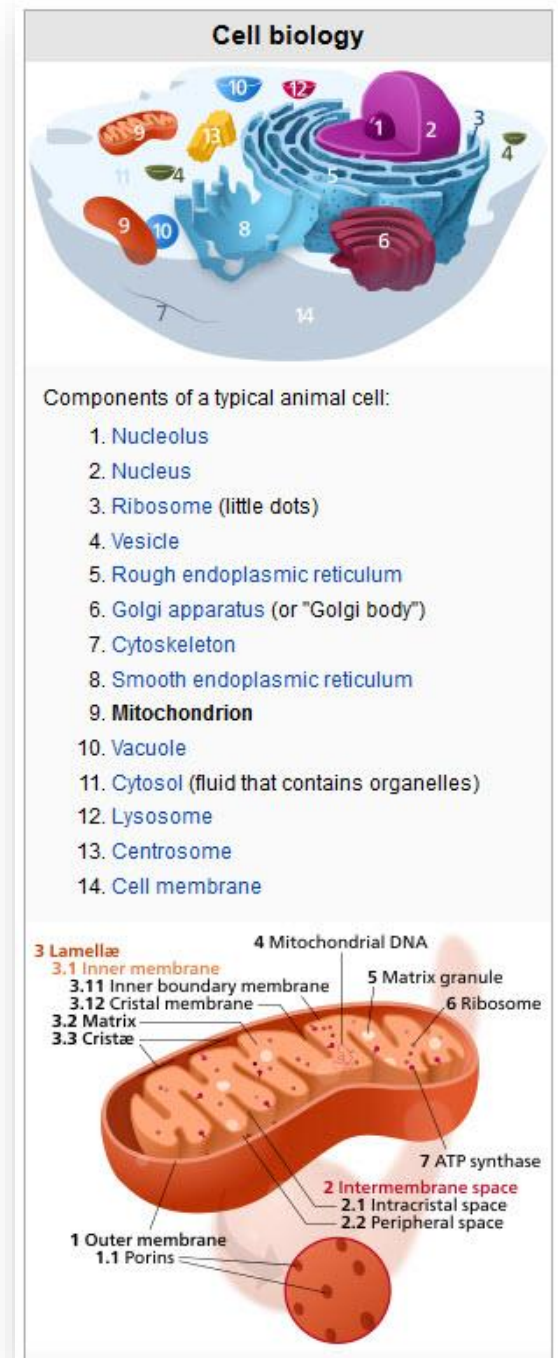 Cell biology
10 12
9 13 1 2 3
11 4 5 4
9 10 8 6
7 14
Components of a typical animal cell:
1. Nucleolus
2. Nucleus
3. Ribosome (little dots)
4. Vesicle
5. Rough endoplasmic reticulum
6. Golgi apparatus (or "Golgi body")
7. Cytoskeleton
8. Smooth endoplasmic reticulum
9. Mitochondrion
10. Vacuole
11. Cytosol (fluid that contains organelles)
12. Lysosome
13. Centrosome
14. Cell membrane
4 Mitochondrial DNA
3 Lamellæ
3.1 Inner membrane
3.11 Inner boundary membrane
3.12 Cristal membrane
3.2 Matrix
3.3 Cristæ
5 Matrix granule
6 Ribosome
7 ATP synthase
2 Intermembrane space
2.1 Intracristal space
2.2 Peripheral space
1 Outer membrane
1.1 Porins